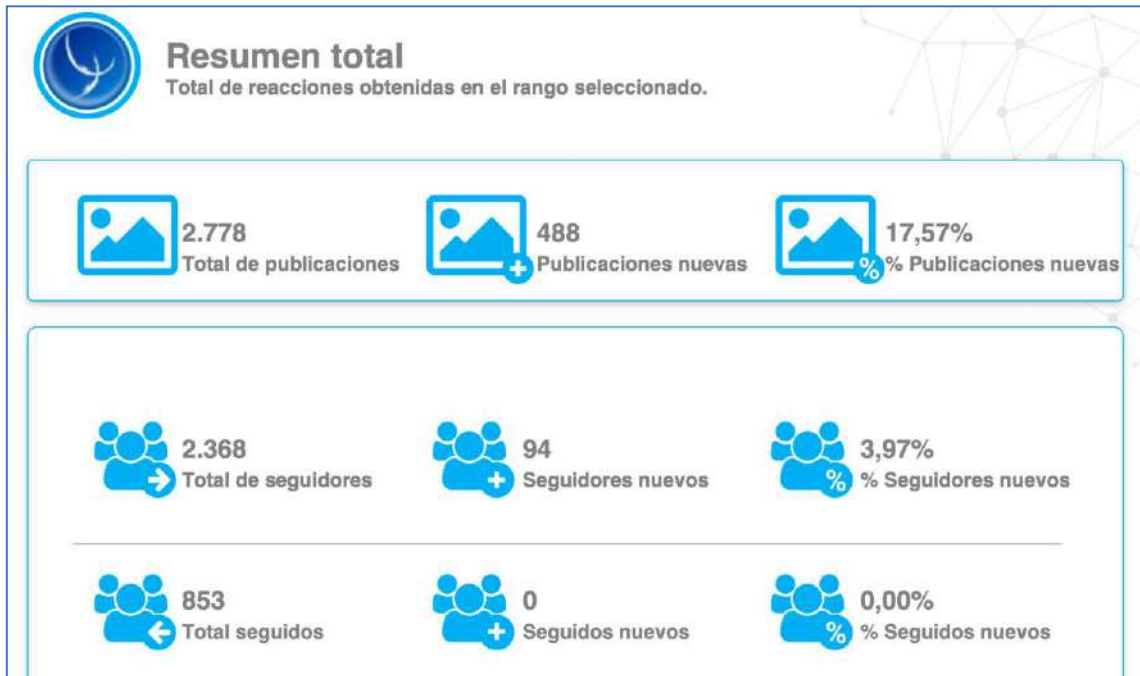 Resumen total
Total de reacciones obtenidas en el rango seleccionado.
2.778
Total de publicaciones
488
Publicaciones nuevas
17,57%
% Publicaciones nuevas
2.368
Total de seguidores
94
Seguidores nuevos
3,97%
% Seguidores nuevos
853
Total seguidos
0
Seguidos nuevos
0,00%
% Seguidos nuevos